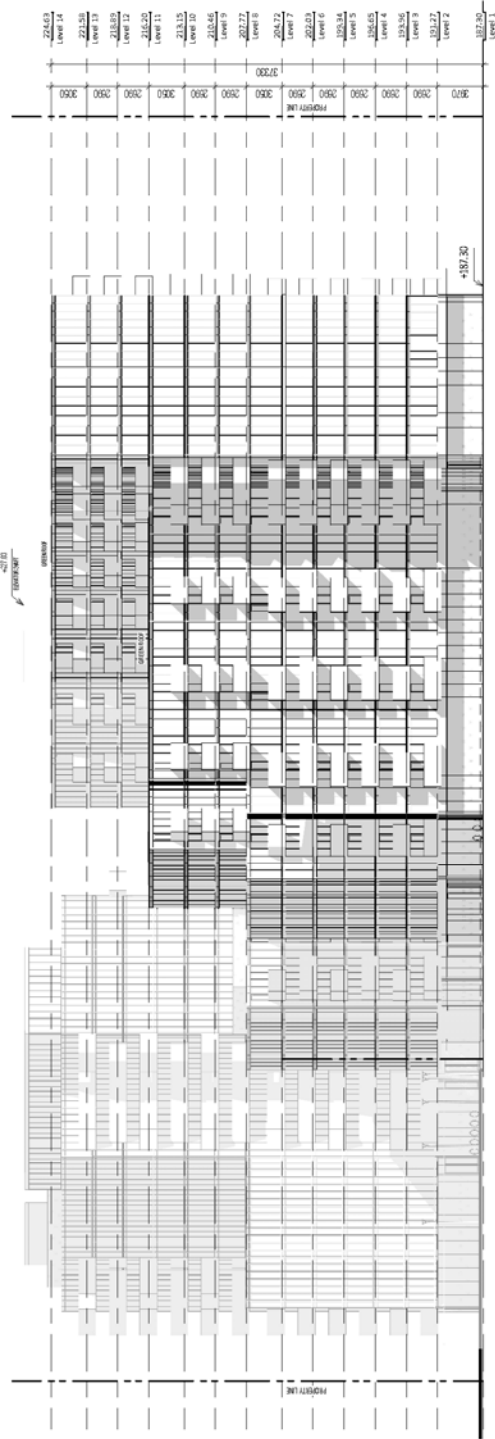 224.63
Level 14
221.58
Level 13
218.89
Level 12
216.20
Level 11
213.15
Level 10
210.46
Level 9
207.77
Level 8
204.72
Level 7
202.03
Level 6
199.34
Level 5
196.65
Level 4
193.96
Level 3
191.27
Level 2
187.30
Level 1
37330
3050
2690
2690
3050
2690
2690
3050
2690
2690
2690
2690
2690
3970
PROPERTY LINE
+187.30
GREEN ROOF
GREEN ROOF
PROPERTY LINE